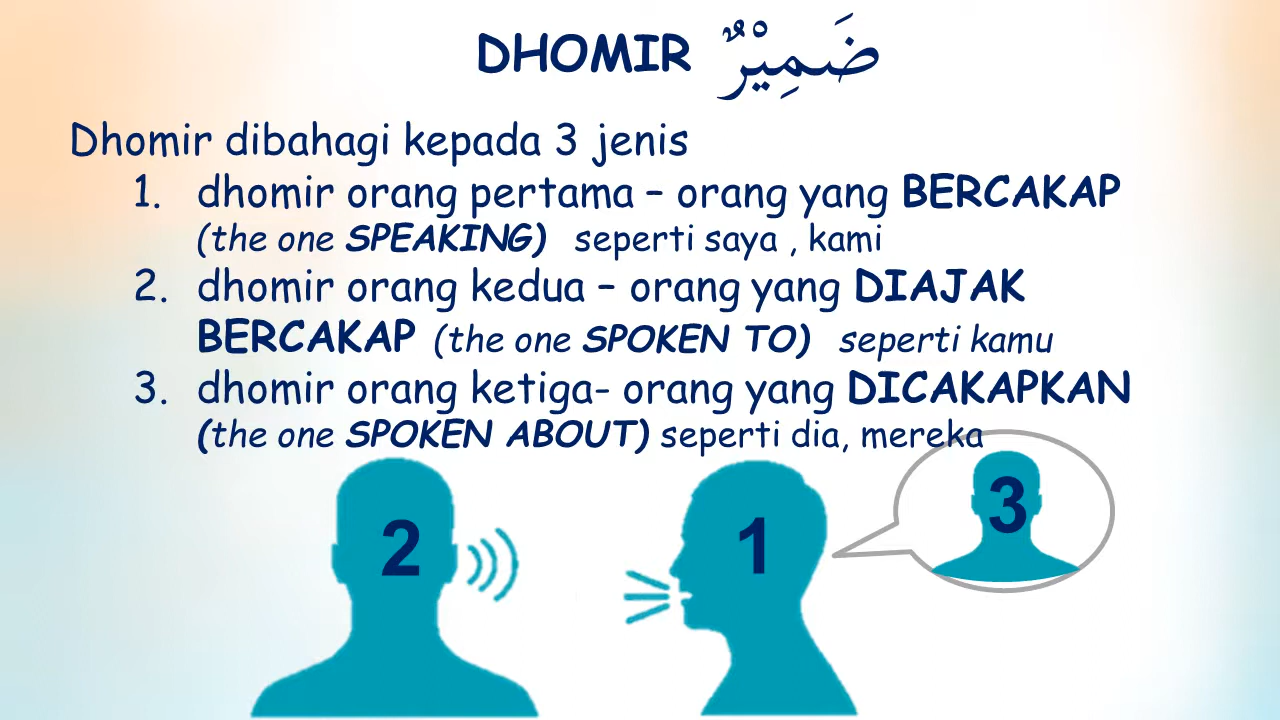 DHOMIR ضَمِيْرٌ
Dhomir dibahagi kepada 3 jenis
1. dhomir orang pertama – orang yang BERCAKAP
(the one SPEAKING) seperti saya , kami
2. dhomir orang kedua – orang yang DIAJAK
BERCAKAP (the one SPOKEN TO) seperti kamu
3. dhomir orang ketiga- orang yang DICAKAPKAN
(the one SPOKEN ABOUT) seperti dia, mereka
2 1 3